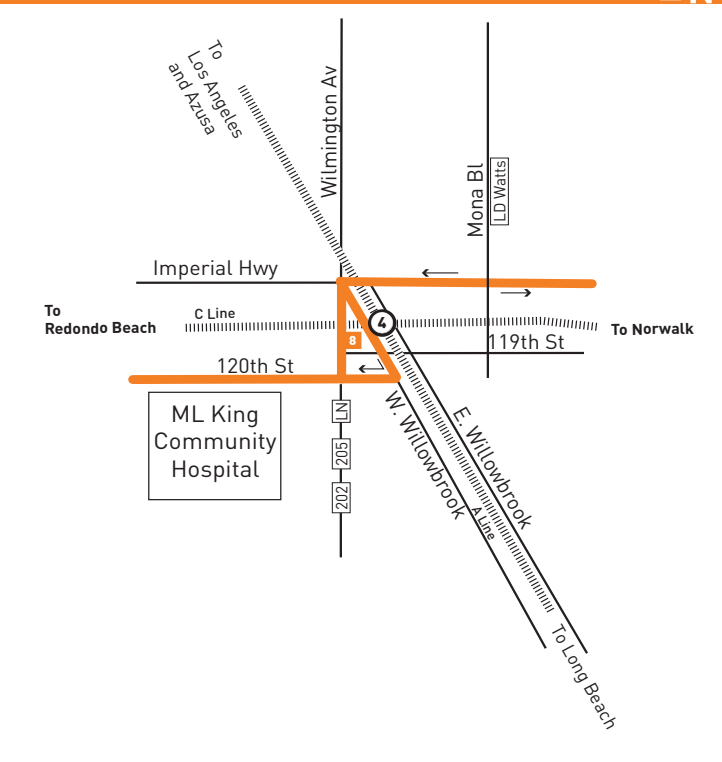 To
Los Angeles
and Azusa
Wilmington Av
Mona Bl
LD Watts
Imperial Hwy
To
Redondo Beach
C Line
4
To Norwalk
8
119th St
120th St
ML King
Community
Hospital
LN
205
202
W. Willowbrook
E. Willowbrook
A Line
To Long Beach